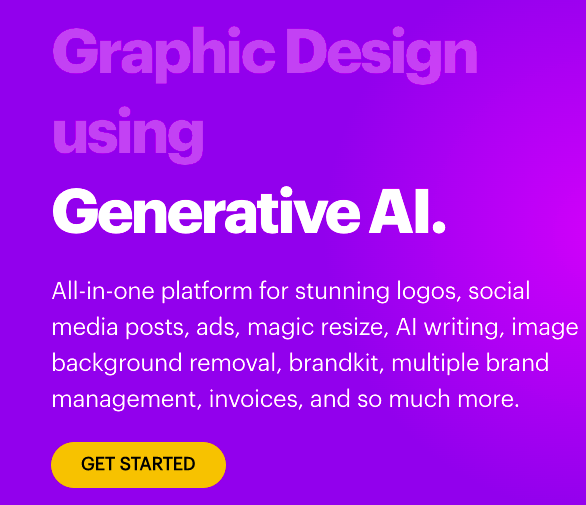 Graphic Design
using
Generative AI.
All-in-one platform for stunning logos, social
media posts, ads, magic resize, AI writing, image
background removal, brandkit, multiple brand
management, invoices, and so much more.
GET STARTED